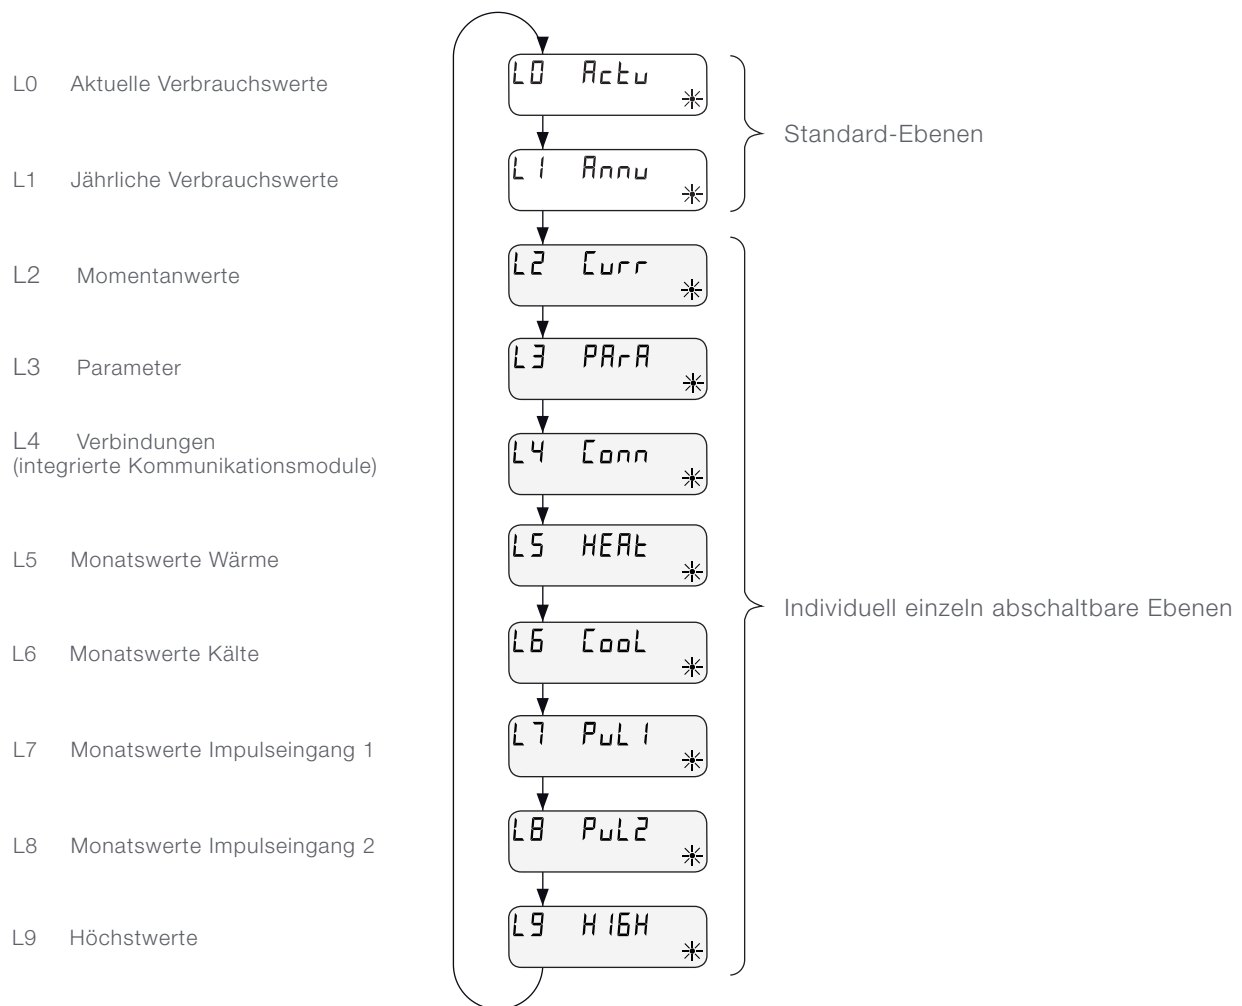 L0 Aktuelle Verbrauchswerte
L0 Actu
L1 Jährliche Verbrauchswerte
L1 Annu
Standard-Ebenen
L2 Momentanwerte
L2 Curr
L3 Parameter
L3 PArA
L4 Verbindungen
(integrierte Kommunikationsmodule)
L4 Conn
L5 Monatswerte Wärme
L5 HEAt
L6 Monatswerte Kälte
L6 CooL
L7 Monatswerte Impulseingang 1
L7 PuL1
L8 Monatswerte Impulseingang 2
L8 PuL2
L9 Höchstwerte
L9 HIGH
Individuell einzeln abschaltbare Ebenen